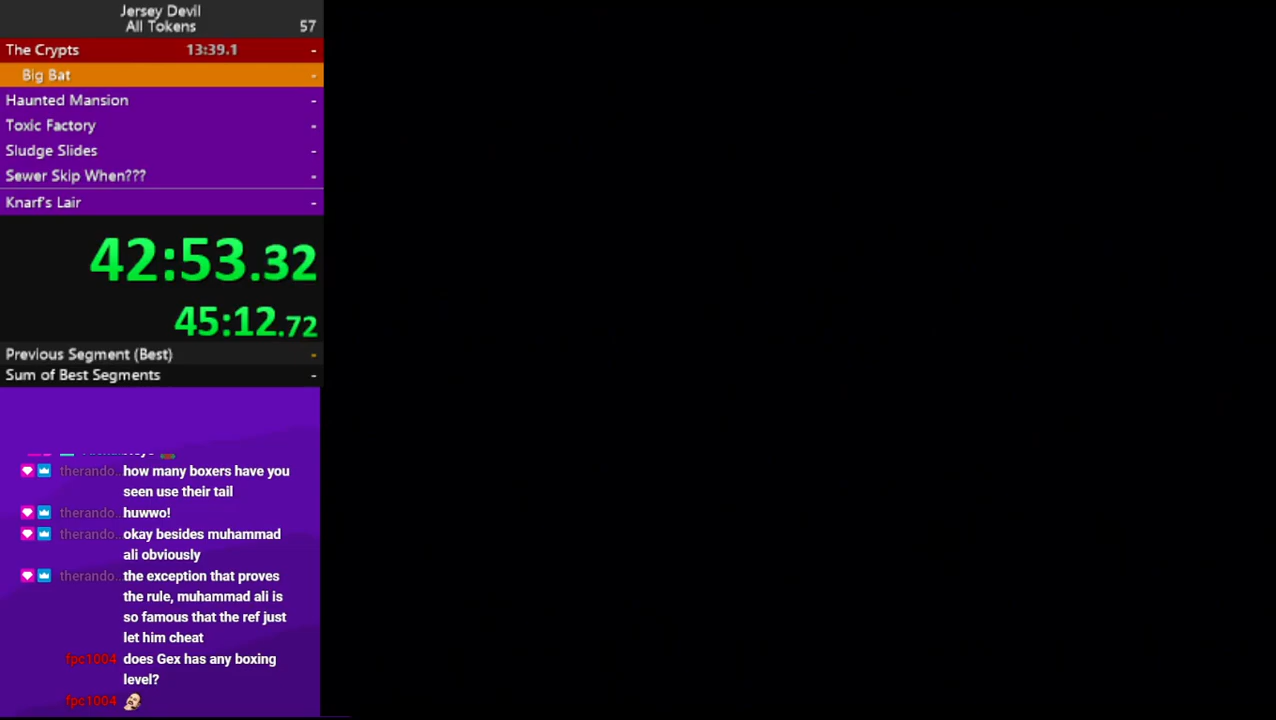 Jersey Devil
All Tokens 57
The Crypts 13:39.1 -
Big Bat -
Haunted Mansion -
Toxic Factory -
Sludge Slides -
Sewer Skip When??? -
Knarf's Lair -
42:53.32
45:12.72
Previous Segment (Best) -
Sum of Best Segments -
therando.. how many boxers have you
seen use their tail
therando.. huwwo!
therando.. okay besides muhammad
ali obviously
therando.. the exception that proves
the rule, muhammad ali is
so famous that the ref just
let him cheat
fpc1004 does Gex has any boxing
level?
fpc1004